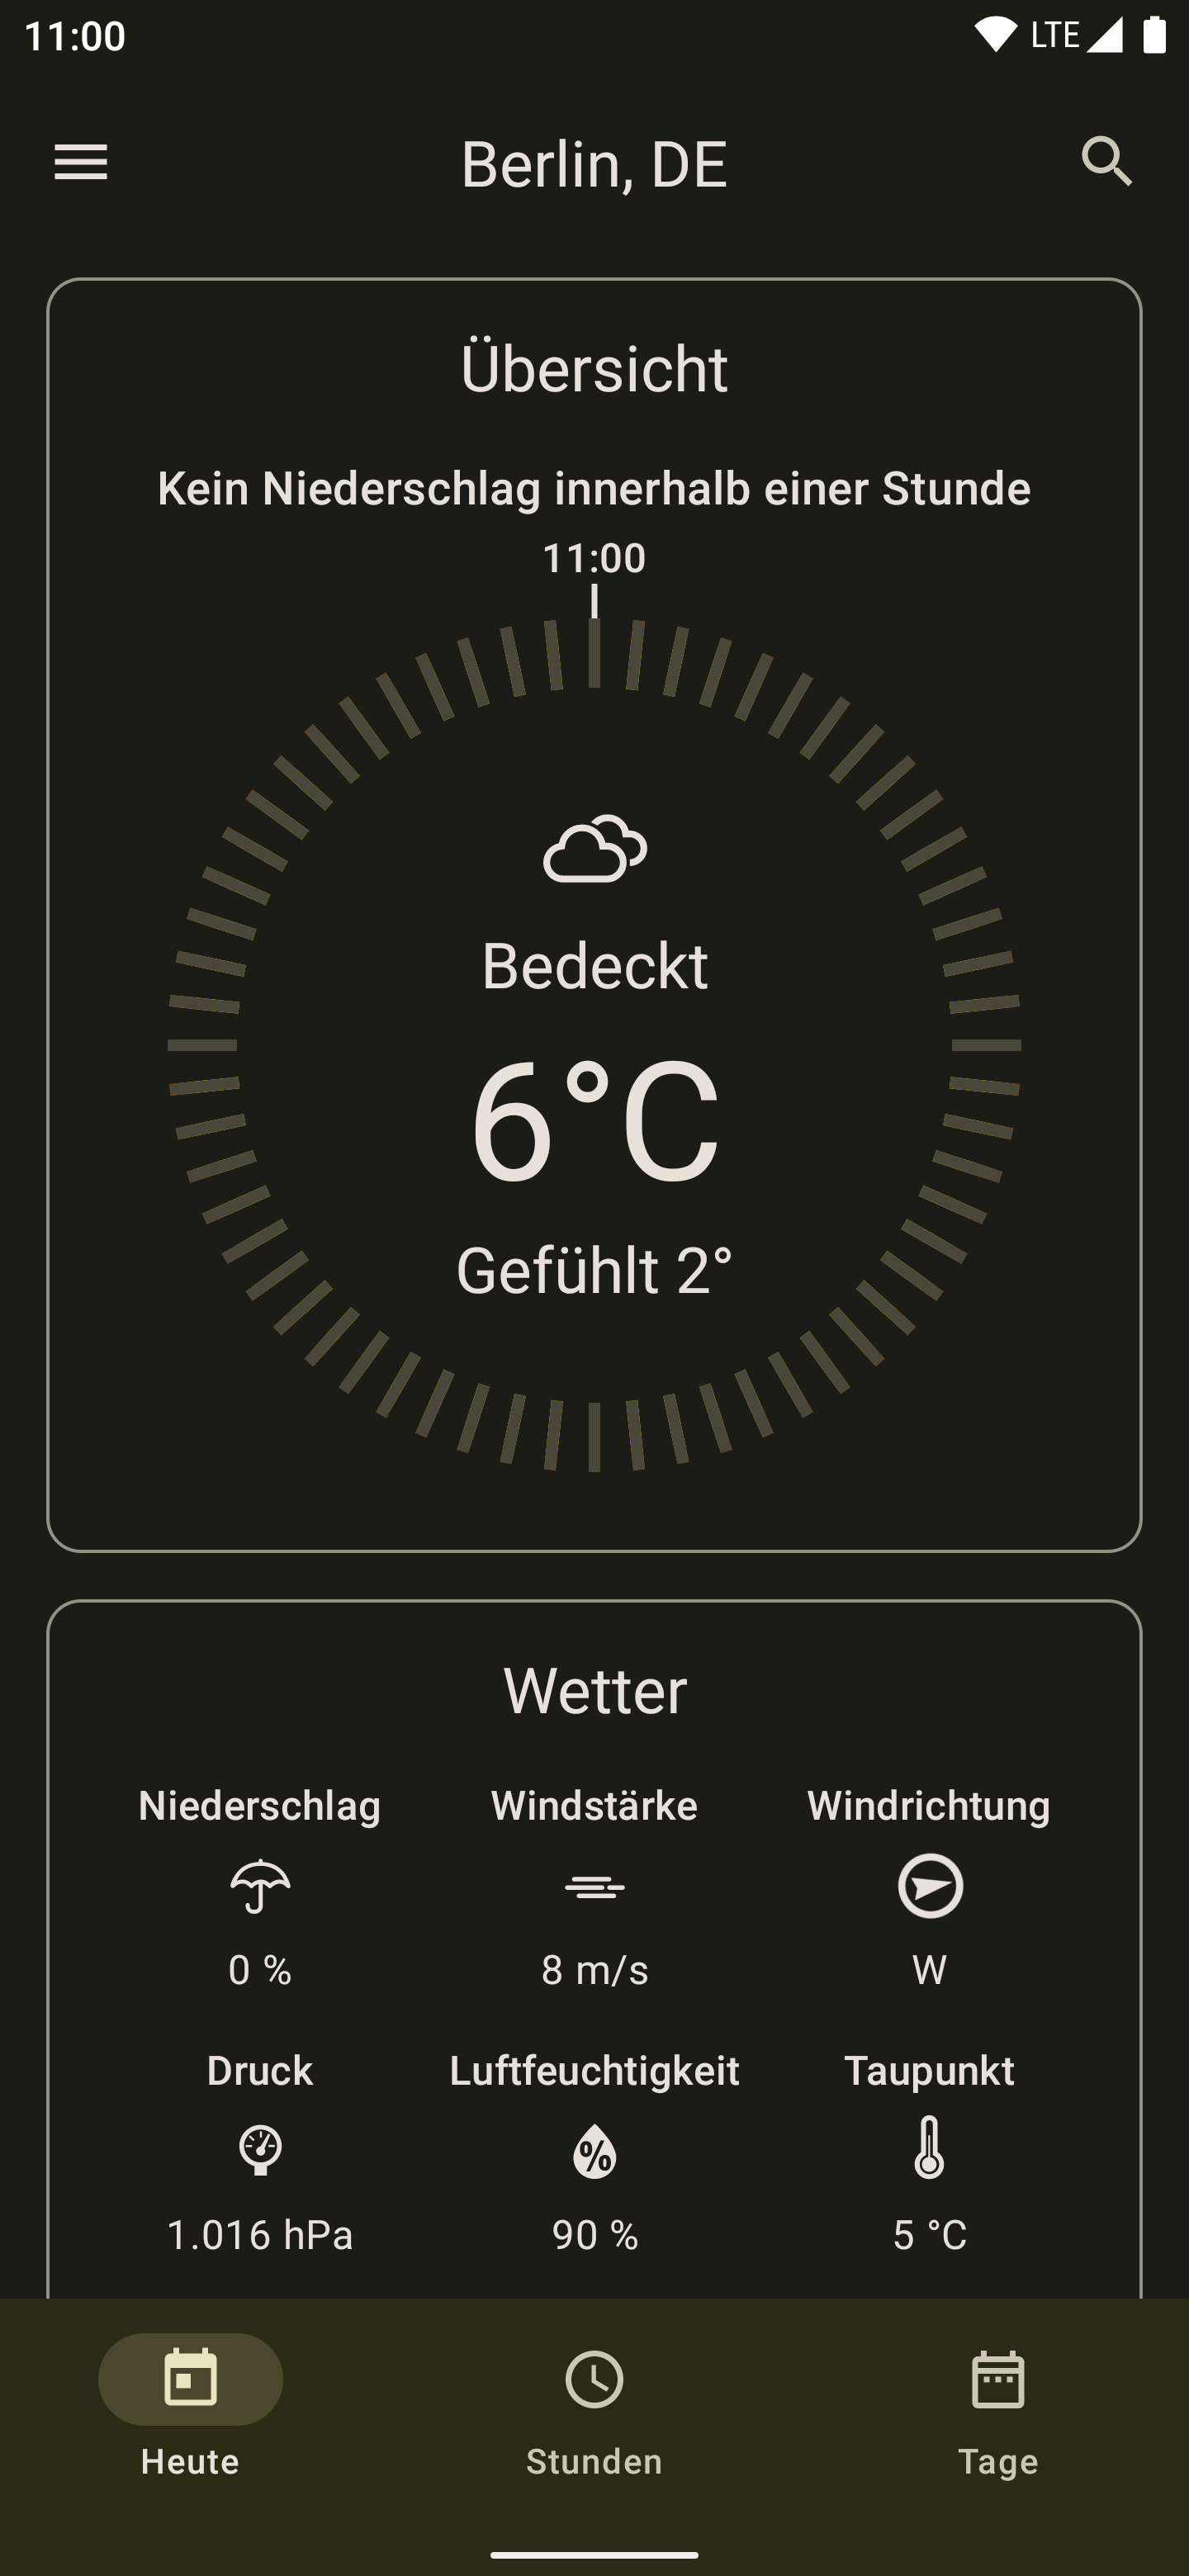 11:00 LTE
Berlin, DE
Übersicht
Kein Niederschlag innerhalb einer Stunde
11:00
Bedeckt
6°C
Gefühlt 2°
Wetter
Niederschlag Windstärke Windrichtung
0 % 8 m/s W
Druck Luftfeuchtigkeit Taupunkt
%
1.016 hPa 90 % 5 °C
Heute Stunden Tage